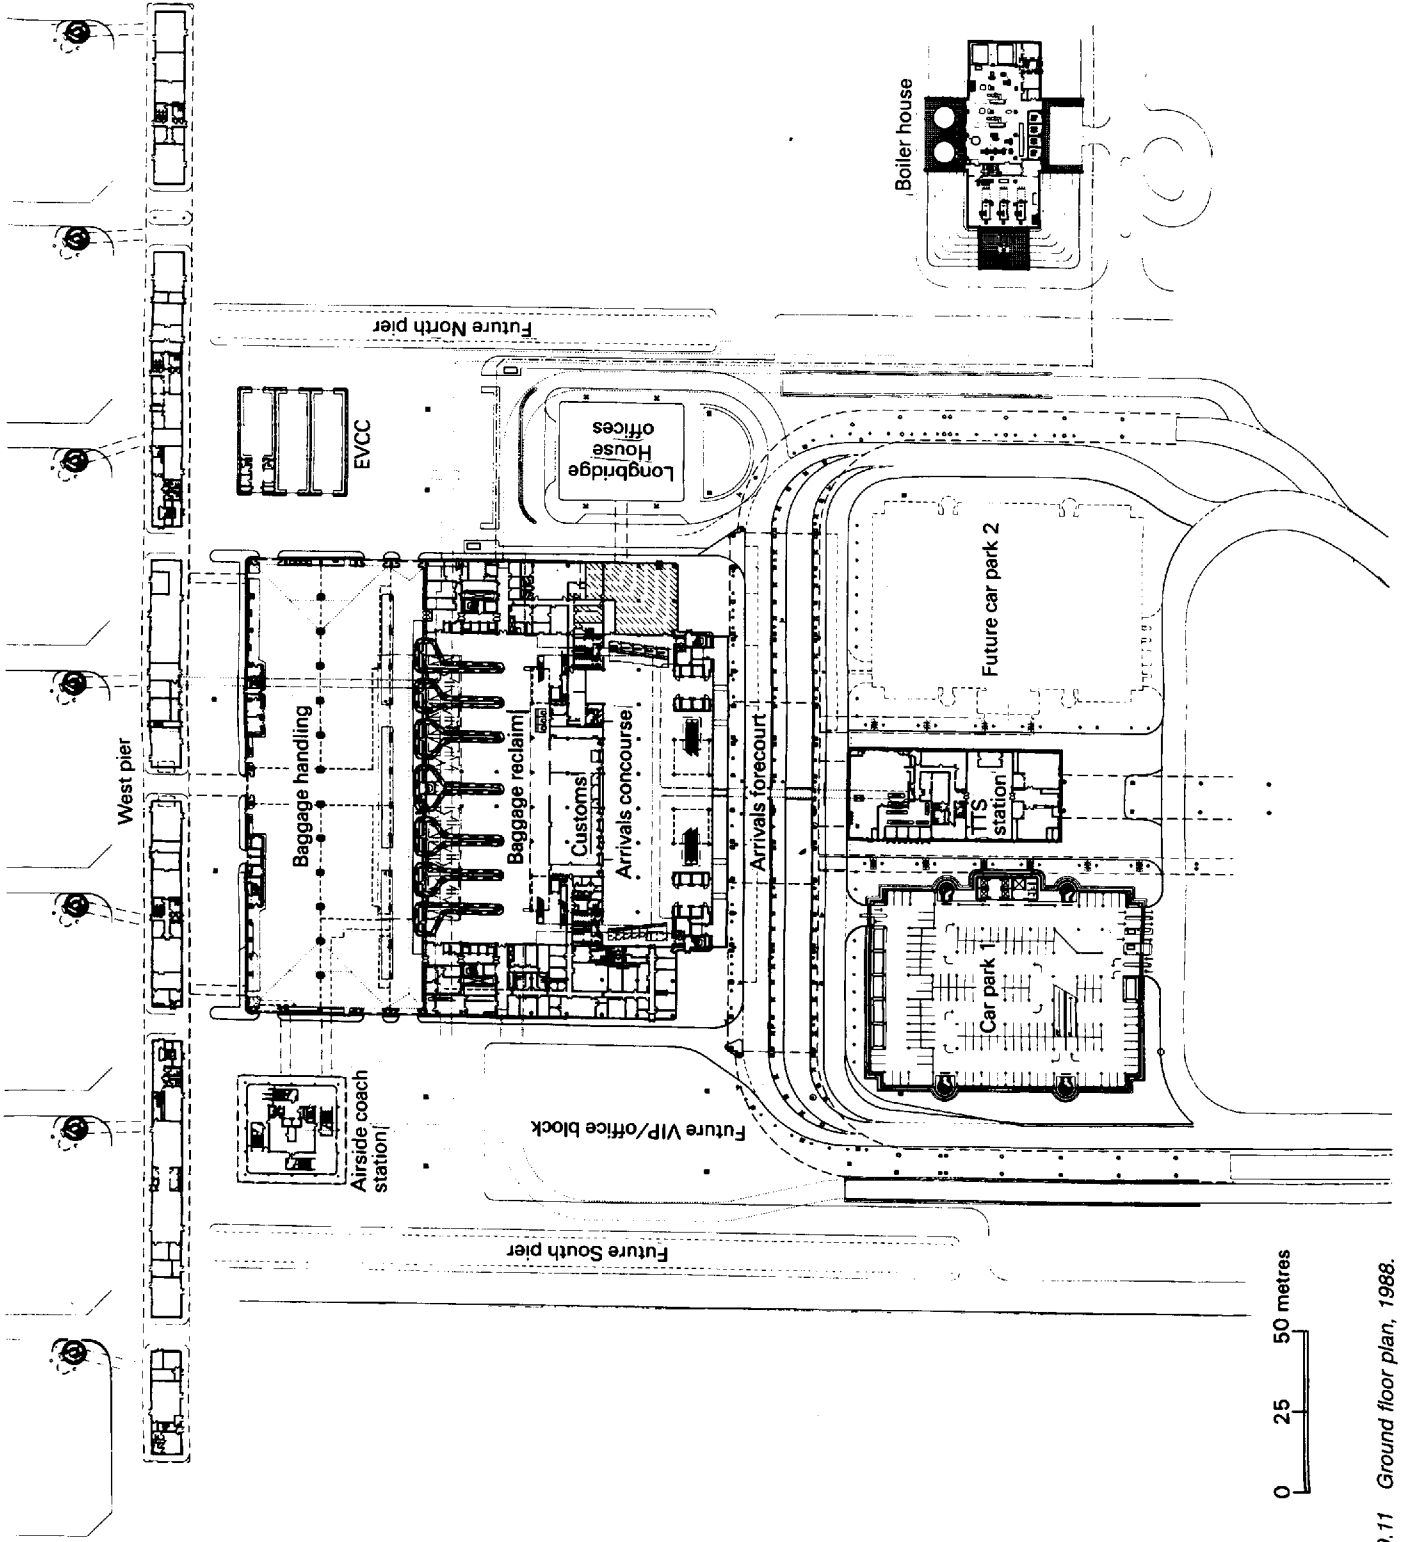 Boiler house
Future North pier
EVCC
Longbridge
House
offices
West pier
Baggage handling
Baggage reclaim
Customs
Arrivals concourse
Arrivals forecourt
Future car park 2
TTS
station
Car park 1
Airside coach
station
Future VIP/office block
Future South pier
0 25 50 metres
9.11 Ground floor plan, 1988.